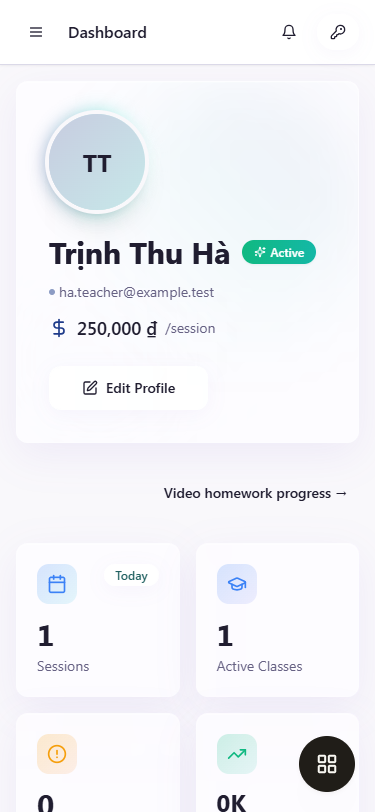 Dashboard
TT
Trịnh Thu Hà
Active
ha.teacher@example.test
250,000 ₫ /session
Edit Profile
Video homework progress →
Today
1
Sessions
1
Active Classes
0
0K